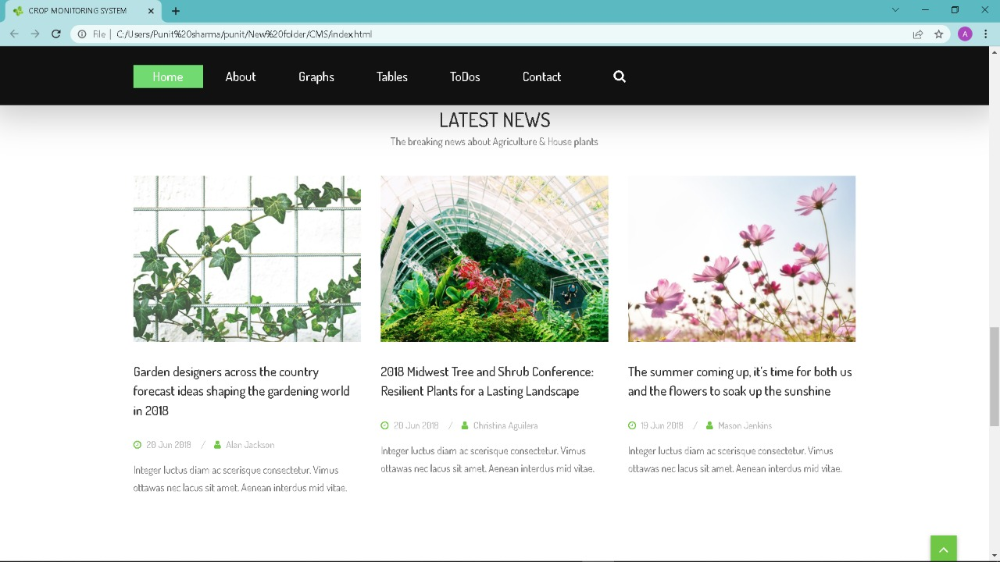 CROP MONITORING SYSTEM
File | C:/Users/Punit%20sharma/punit/New%20folder/CMS/index.html
A
Home About Graphs Tables ToDos Contact
LATEST NEWS
The breaking news about Agriculture & House plants
Garden designers across the country
forecast ideas shaping the gardening world
in 2018
20 Jun 2018 / Alan Jackson
Integer luctus diam ac scerisque consectetur. Vimus
ottawas nec lacus sit amet. Aenean interdus mid vitae.
2018 Midwest Tree and Shrub Conference:
Resilient Plants for a Lasting Landscape
20 Jun 2018 / Christina Aguilera
Integer luctus diam ac scerisque consectetur. Vimus
ottawas nec lacus sit amet. Aenean interdus mid vitae.
The summer coming up, it's time for both us
and the flowers to soak up the sunshine
19 Jun 2018 / Mason Jenkins
Integer luctus diam ac scerisque consectetur. Vimus
ottawas nec lacus sit amet. Aenean interdus mid vitae.